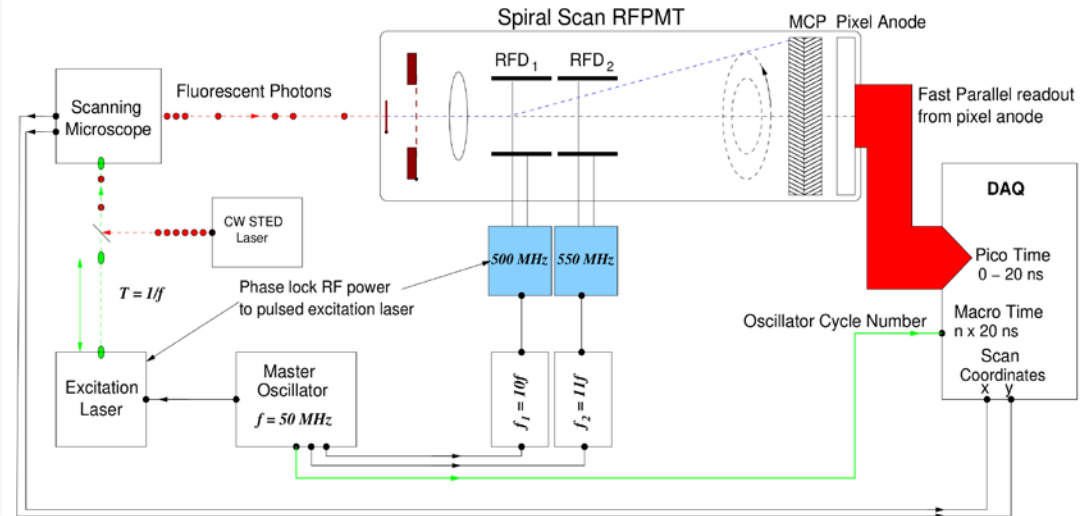 Spiral Scan RFPMT
MCP Pixel Anode
RFD1
RFD2
Fluorescent Photons
Scanning
Microscope
Fast Parallel readout
from pixel anode
CW STED
Laser
DAQ
500 MHz
550 MHz
Pico Time
0 – 20 ns
T = 1/f
Phase lock RF power
to pulsed excitation laser
Oscillator Cycle Number
Macro Time
n x 20 ns
Scan
Coordinates
x y
Excitation
Laser
Master
Oscillator
f = 50 MHz
f1 = 10f
f2 = 11f